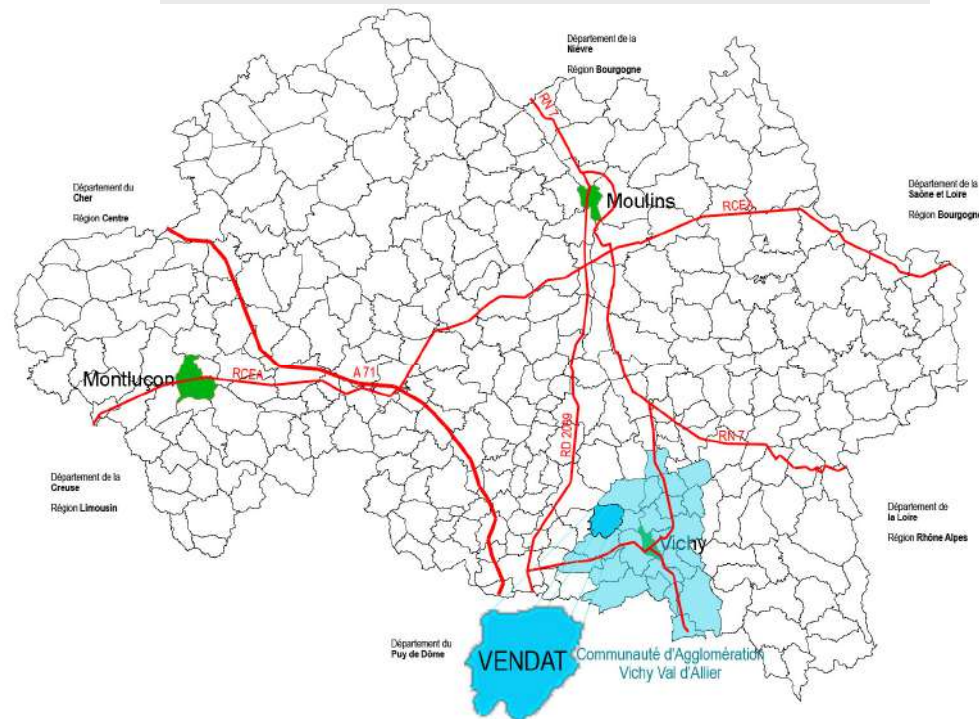 Département de la
Nièvre
Région Bourgogne
RN 7
Département du
Cher
Région Centre
Moulins
RCEA
Département de la
Saône et Loire
Région Bourgogne
Montluçon
RCEA
A 71
RD 2009
RN 7
Département de la
Creuse
Région Limousin
Vichy
Département de
la Loire
Région Rhône Alpes
Département du
Puy de Dôme
VENDAT
Communauté d'Agglomération
Vichy Val d'Allier